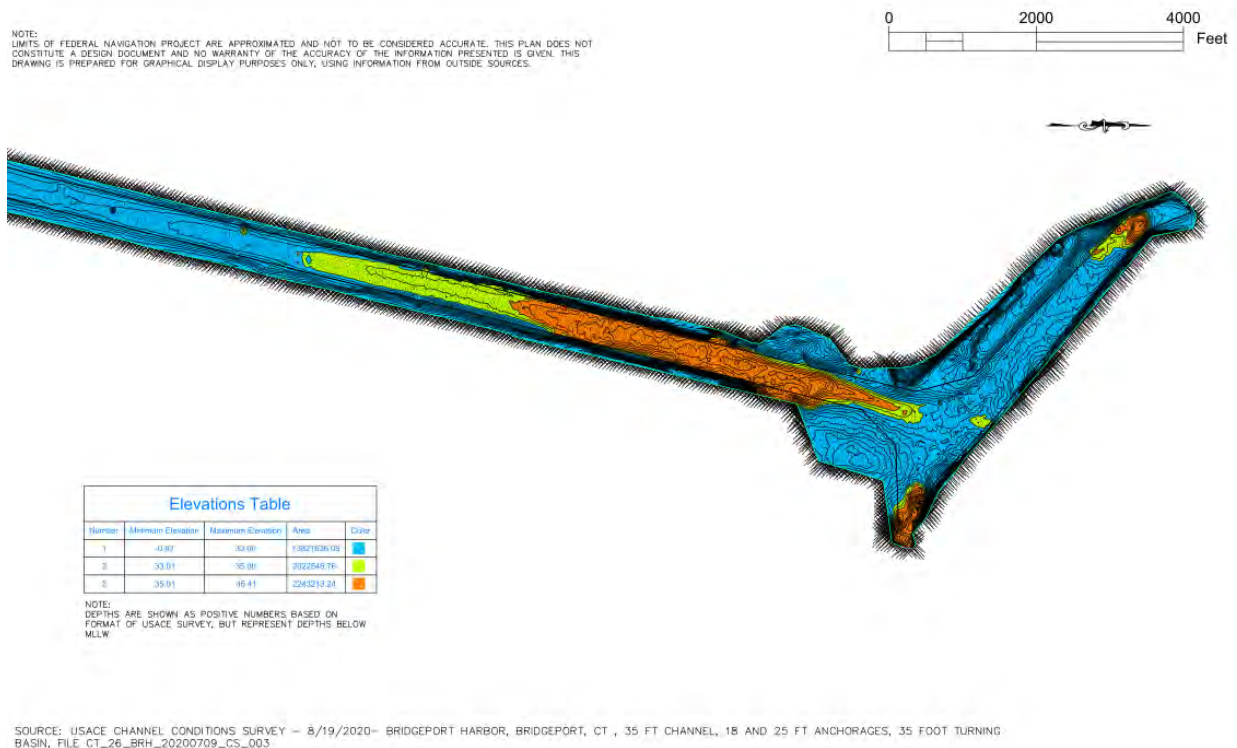 NOTE:
LIMITS OF FEDERAL NAVIGATION PROJECT ARE APPROXIMATED AND NOT TO BE CONSIDERED ACCURATE. THIS PLAN DOES NOT
CONSTITUTE A DESIGN DOCUMENT AND NO WARRANTY OF THE ACCURACY OF THE INFORMATION PRESENTED IS GIVEN. THIS
DRAWING IS PREPARED FOR GRAPHICAL DISPLAY PURPOSES ONLY, USING INFORMATION FROM OUTSIDE SOURCES.
0 2000 4000
Feet
Elevations Table
Number Minimum Elevation Maximum Elevation Area Color
1 33.00
2 33.01 35.00
3 35.01
NOTE:
DEPTHS ARE SHOWN AS POSITIVE NUMBERS BASED ON
FORMAT OF USACE SURVEY, BUT REPRESENT DEPTHS BELOW
MLLW
SOURCE: USACE CHANNEL CONDITIONS SURVEY – 8/19/2020– BRIDGEPORT HARBOR, BRIDGEPORT, CT , 35 FT CHANNEL, 18 AND 25 FT ANCHORAGES, 35 FOOT TURNING
BASIN, FILE CT_26_BRH_20200709_CS_003